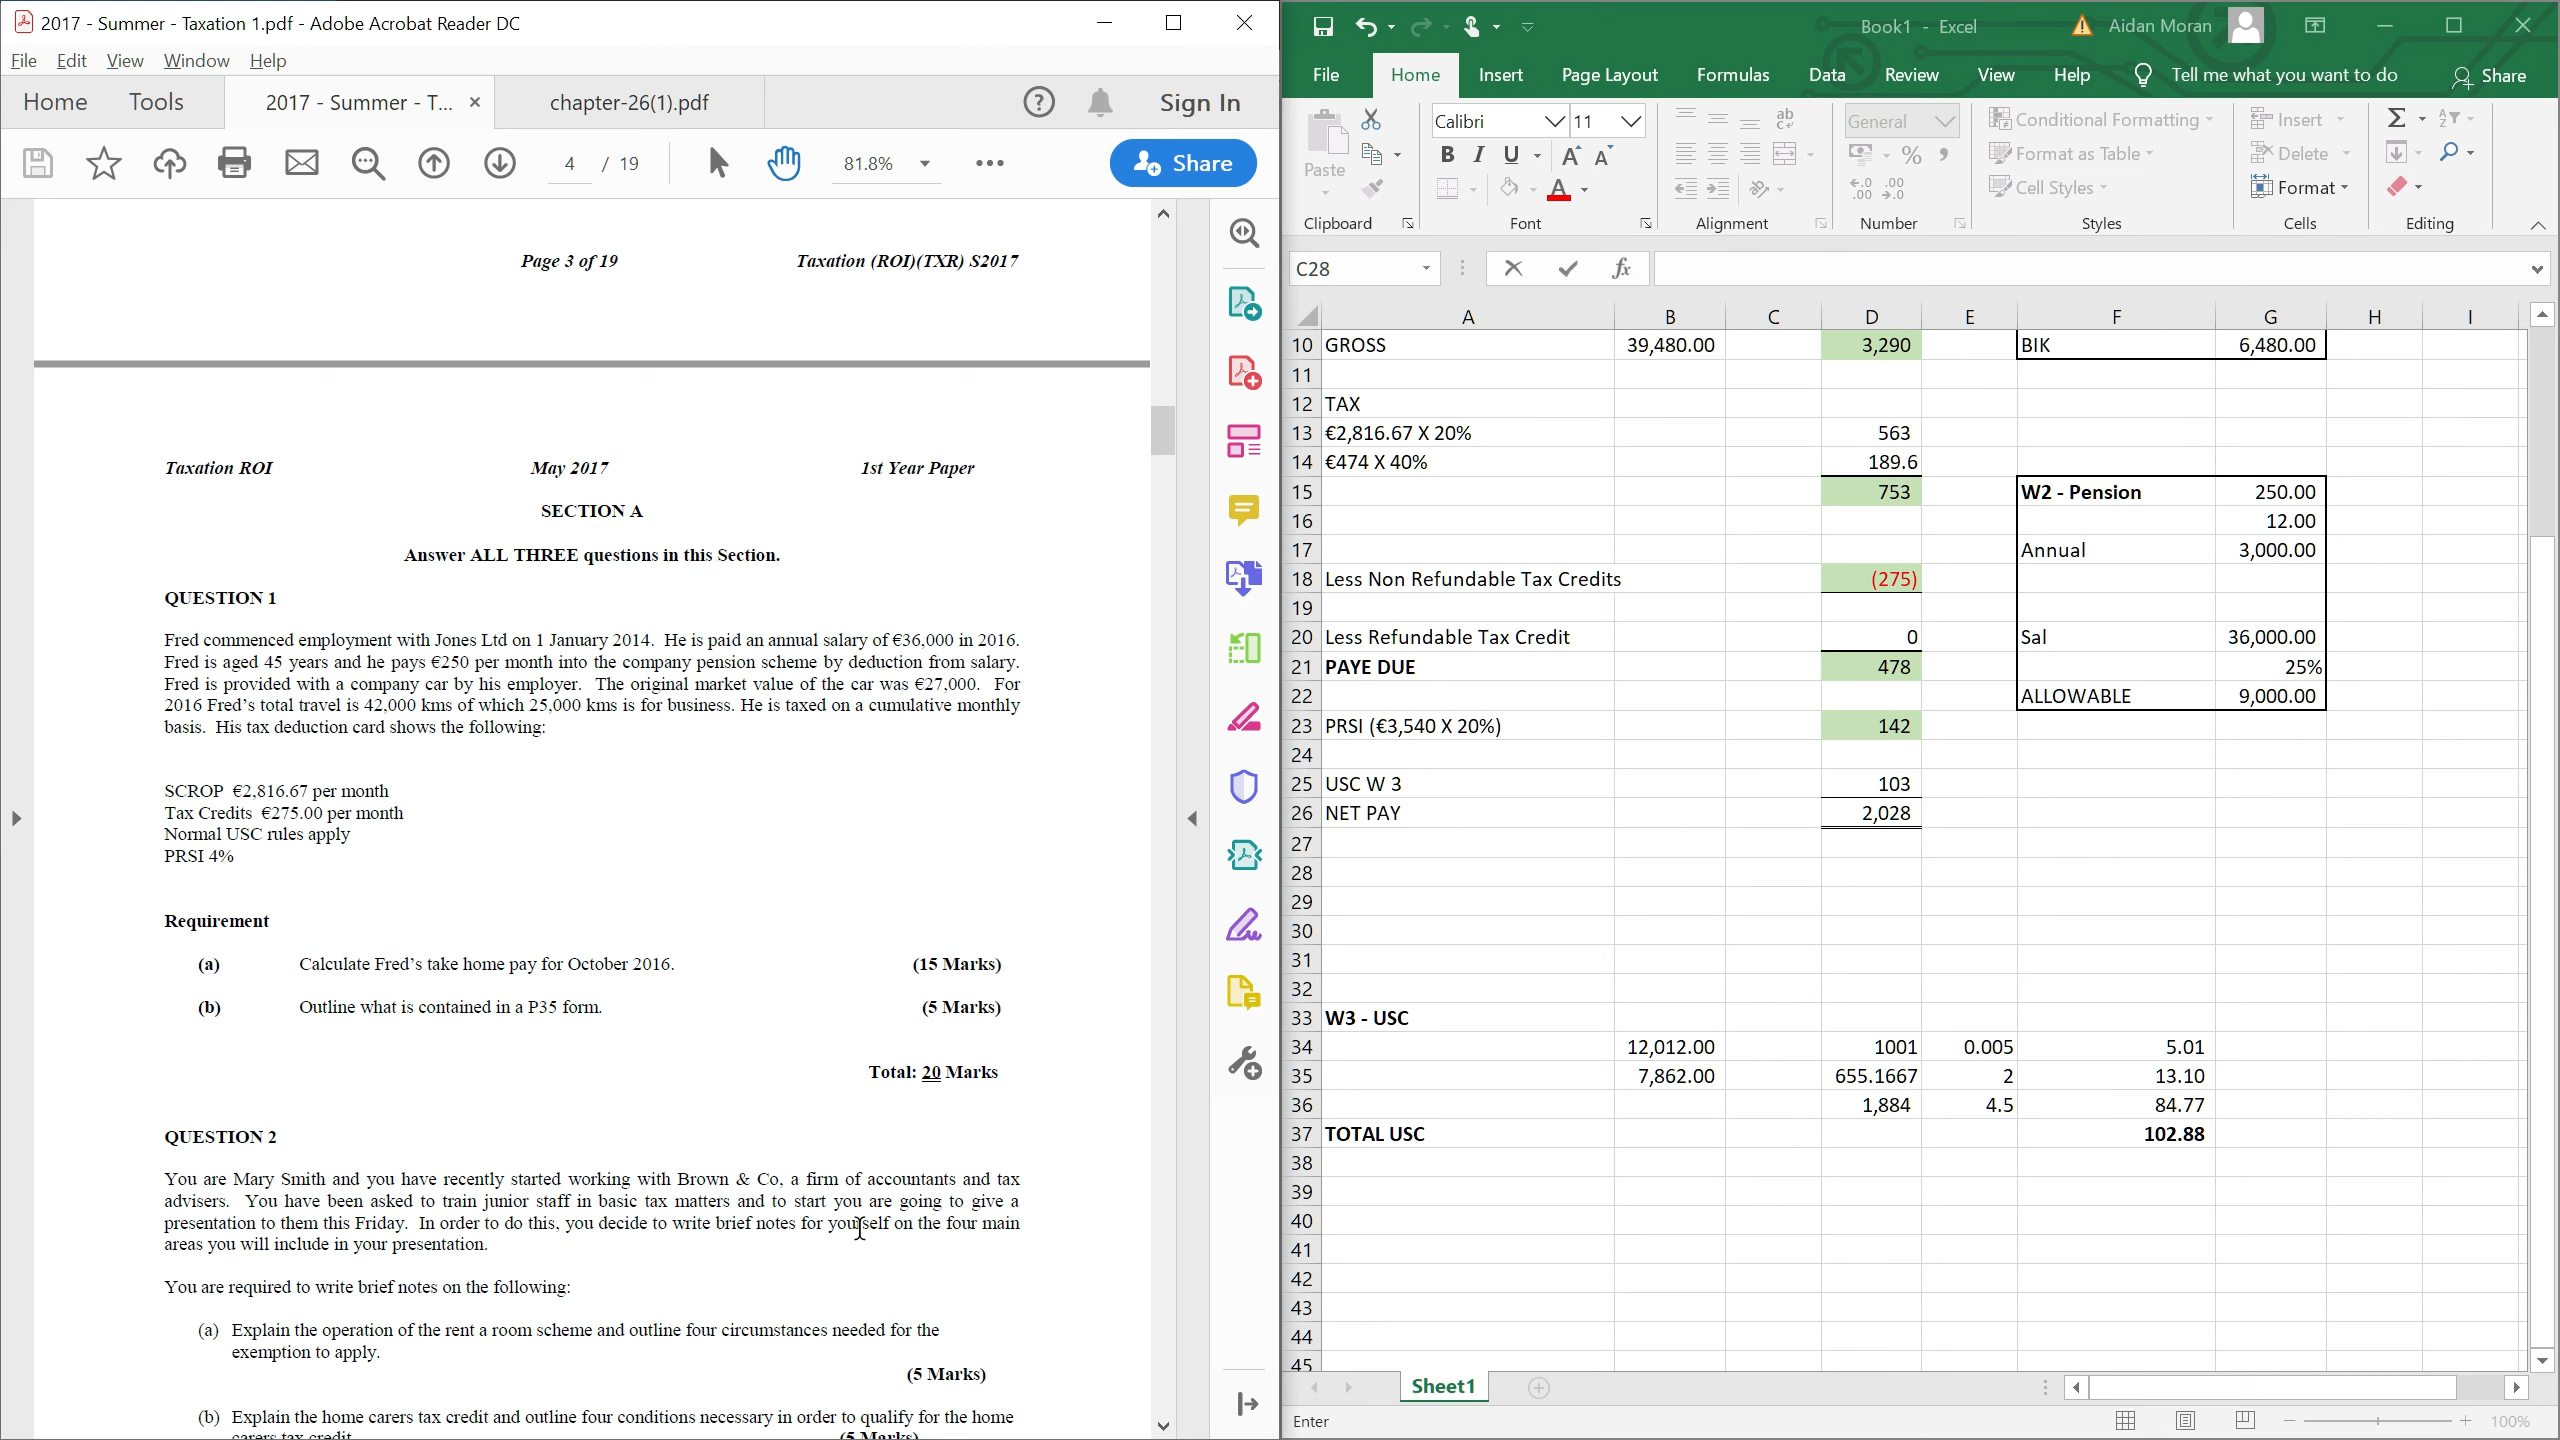 2017 - Summer - Taxation 1.pdf - Adobe Acrobat Reader DC
File Edit View Window Help
Home Tools 2017 - Summer - T... × chapter-26(1).pdf Sign In
4 / 19 81.8% Share
Page 3 of 19 Taxation (ROI)(TXR) S2017
Taxation ROI May 2017 1st Year Paper
SECTION A
Answer ALL THREE questions in this Section.
QUESTION 1
Fred commenced employment with Jones Ltd on 1 January 2014. He is paid an annual salary of €36,000 in 2016.
Fred is aged 45 years and he pays €250 per month into the company pension scheme by deduction from salary.
Fred is provided with a company car by his employer. The original market value of the car was €27,000. For
2016 Fred's total travel is 42,000 kms of which 25,000 kms is for business. He is taxed on a cumulative monthly
basis. His tax deduction card shows the following:
SCROP €2,816.67 per month
Tax Credits €275.00 per month
Normal USC rules apply
PRSI 4%
Requirement
(a) Calculate Fred's take home pay for October 2016. (15 Marks)
(b) Outline what is contained in a P35 form. (5 Marks)
Total: 20 Marks
QUESTION 2
You are Mary Smith and you have recently started working with Brown & Co, a firm of accountants and tax
advisers. You have been asked to train junior staff in basic tax matters and to start you are going to give a
presentation to them this Friday. In order to do this, you decide to write brief notes for yourself on the four main
areas you will include in your presentation.
You are required to write brief notes on the following:
(a) Explain the operation of the rent a room scheme and outline four circumstances needed for the
exemption to apply.
(5 Marks)
(b) Explain the home carers tax credit and outline four conditions necessary in order to qualify for the home
carers tax credit. (5 Marks)
Book1 - Excel Aidan Moran
File Home Insert Page Layout Formulas Data Review View Help Tell me what you want to do Share
Paste Calibri 11 ab General Conditional Formatting Insert
B I U A A % Format as Table Delete
A Cell Styles Format
Clipboard Font Alignment Number Styles Cells Editing
C28 fx
A B C D E F G H I
10 GROSS 39,480.00 3,290 BIK 6,480.00
11
12 TAX
13 €2,816.67 X 20% 563
14 €474 X 40% 189.6
15 753 W2 - Pension 250.00
16 12.00
17 Annual 3,000.00
18 Less Non Refundable Tax Credits (275)
19
20 Less Refundable Tax Credit 0 Sal 36,000.00
21 PAYE DUE 478 25%
22 ALLOWABLE 9,000.00
23 PRSI (€3,540 X 20%) 142
24
25 USC W 3 103
26 NET PAY 2,028
27
28
29
30
31
32
33 W3 - USC
34 12,012.00 1001 0.005 5.01
35 7,862.00 655.1667 2 13.10
36 1,884 4.5 84.77
37 TOTAL USC 102.88
38
39
40
41
42
43
44
45
Sheet1
Enter 100%